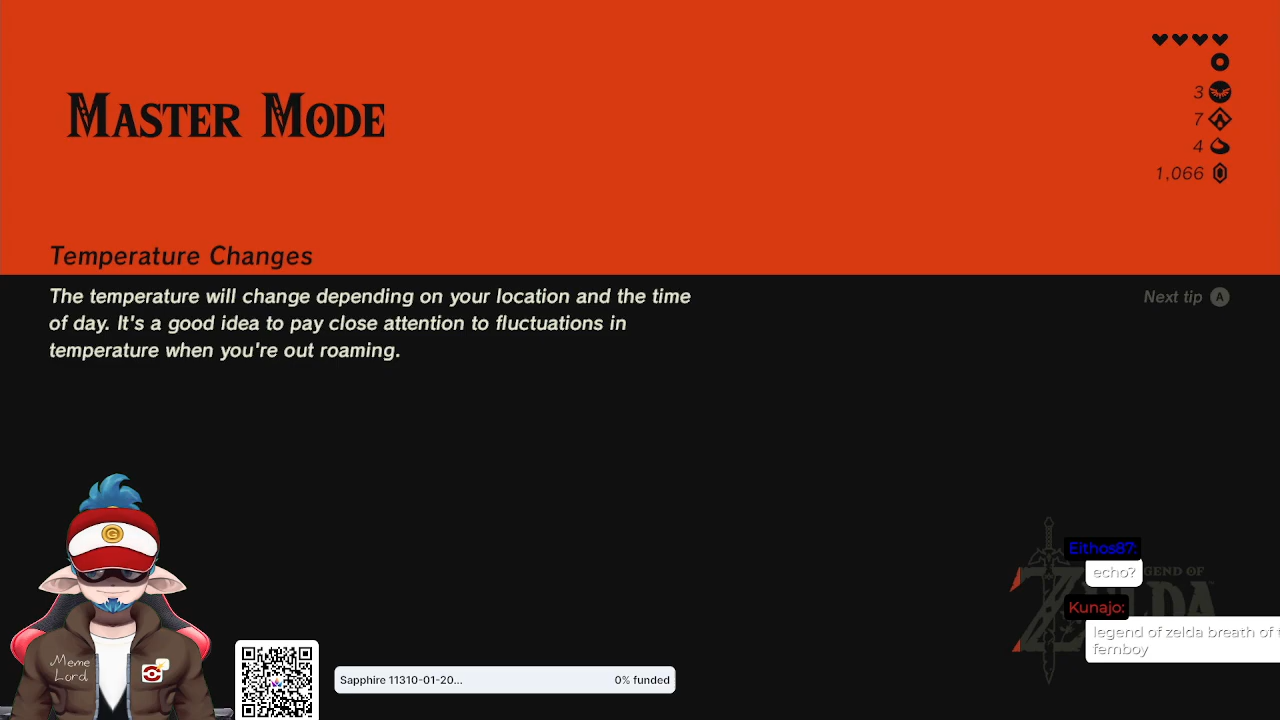 MASTER MODE
3
7
4
1,066
Temperature Changes
The temperature will change depending on your location and the time
of day. It's a good idea to pay close attention to fluctuations in
temperature when you're out roaming.
Next tip A
Eithos87:
echo?
GEND OF
ZELDA
Kunajo:
legend of zelda breath of
femboy
G
Meme
Lord
Sapphire 11310-01-20...
0% funded